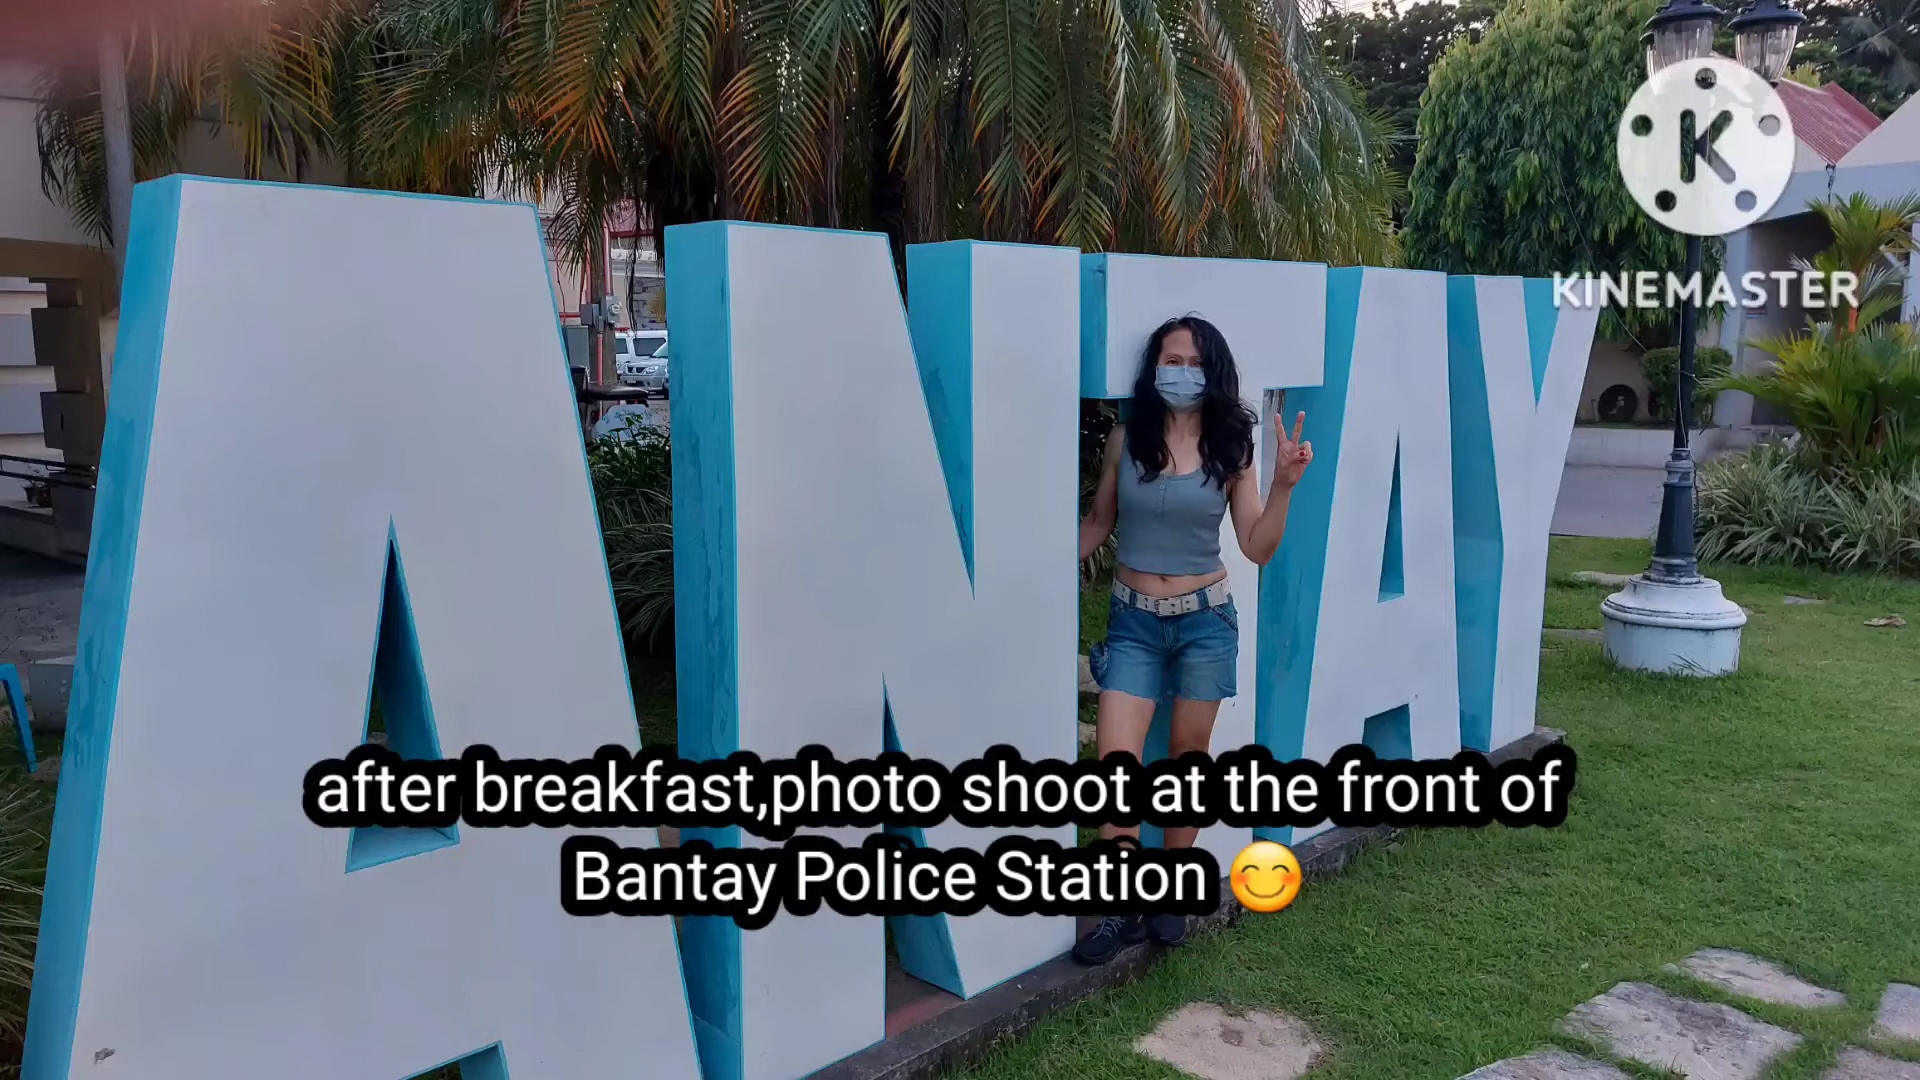 ANTAY
K
KINEMASTER
after breakfast,photo shoot at the front of
Bantay Police Station 😊